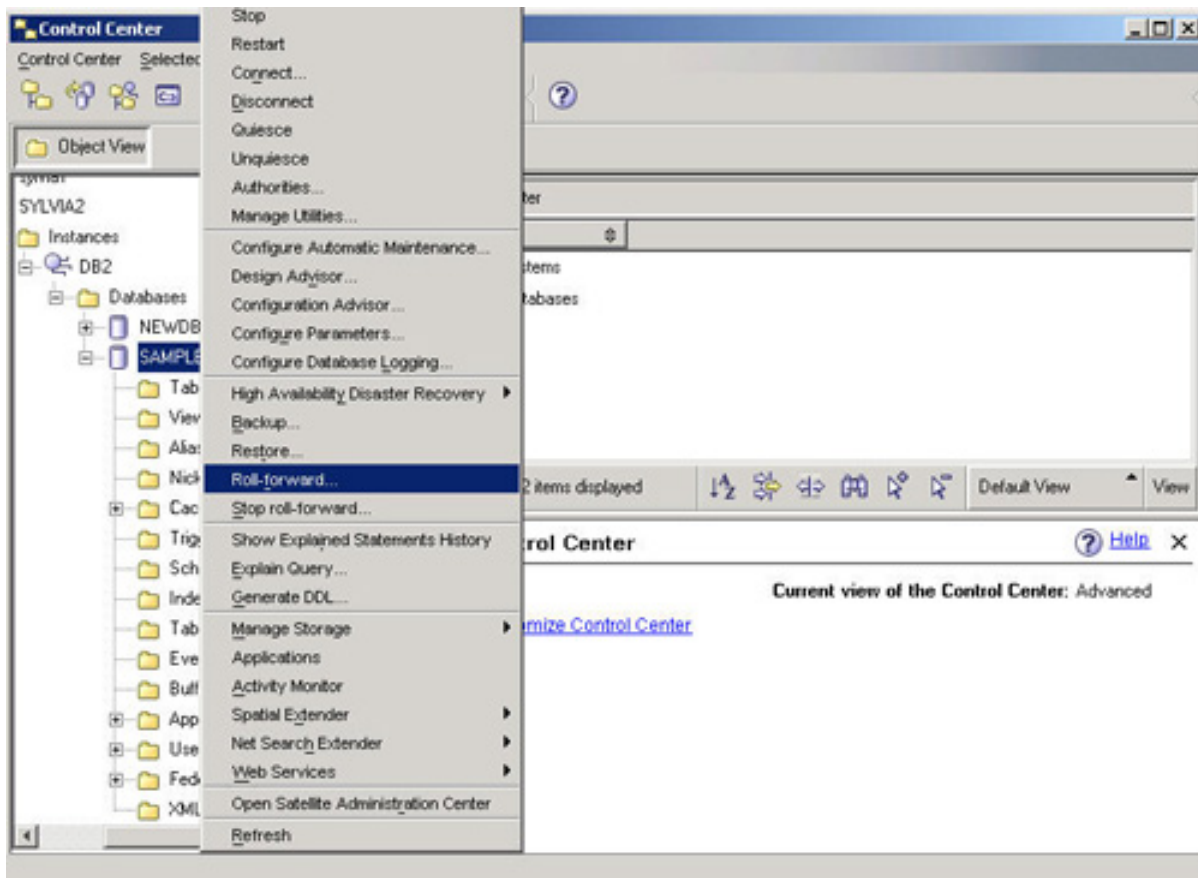 Control Center
Control Center Selected
Object View
SYLVIA2
Instances
DB2
Databases
NEWDB
SAMPLE
Tab
View
Alias
Nick
Cac
Trig
Sch
Inde
Tab
Eve
Buff
App
Use
Fed
XML
Stop
Restart
Connect...
Disconnect
Quiesce
Unquiesce
Authorities...
Manage Utilities...
Configure Automatic Maintenance...
Design Advisor...
Configuration Advisor...
Configure Parameters...
Configure Database Logging...
High Availability Disaster Recovery
Backup...
Restore...
Roll-forward...
Stop roll-forward...
Show Explained Statements History
Explain Query...
Generate DDL...
Manage Storage
Applications
Activity Monitor
Spatial Extender
Net Search Extender
Web Services
Open Satellite Administration Center
Refresh
ter
stems
tabases
2 items displayed
Default View
View
rol Center
Help
Current view of the Control Center: Advanced
mize Control Center